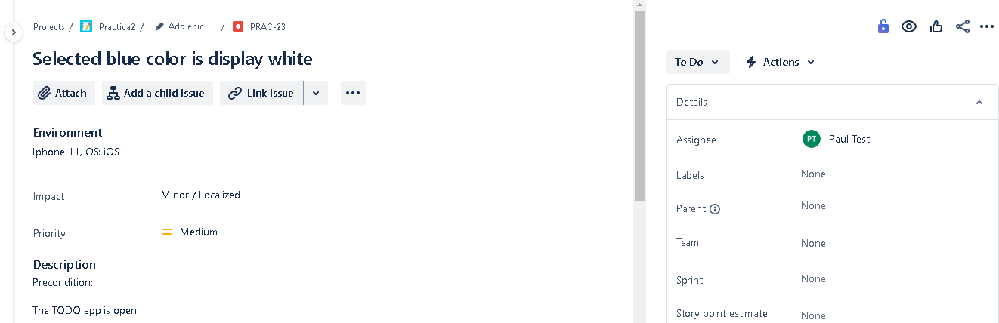 Projects / Practica2 / Add epic / PRAC-23
Selected blue color is display white
Attach Add a child issue Link issue
Environment
Iphone 11, OS: iOS
Impact Minor / Localized
Priority Medium
Description
Precondition:
The TODO app is open.
To Do Actions
Details
Assignee PT Paul Test
Labels None
Parent None
Team None
Sprint None
Story point estimate None